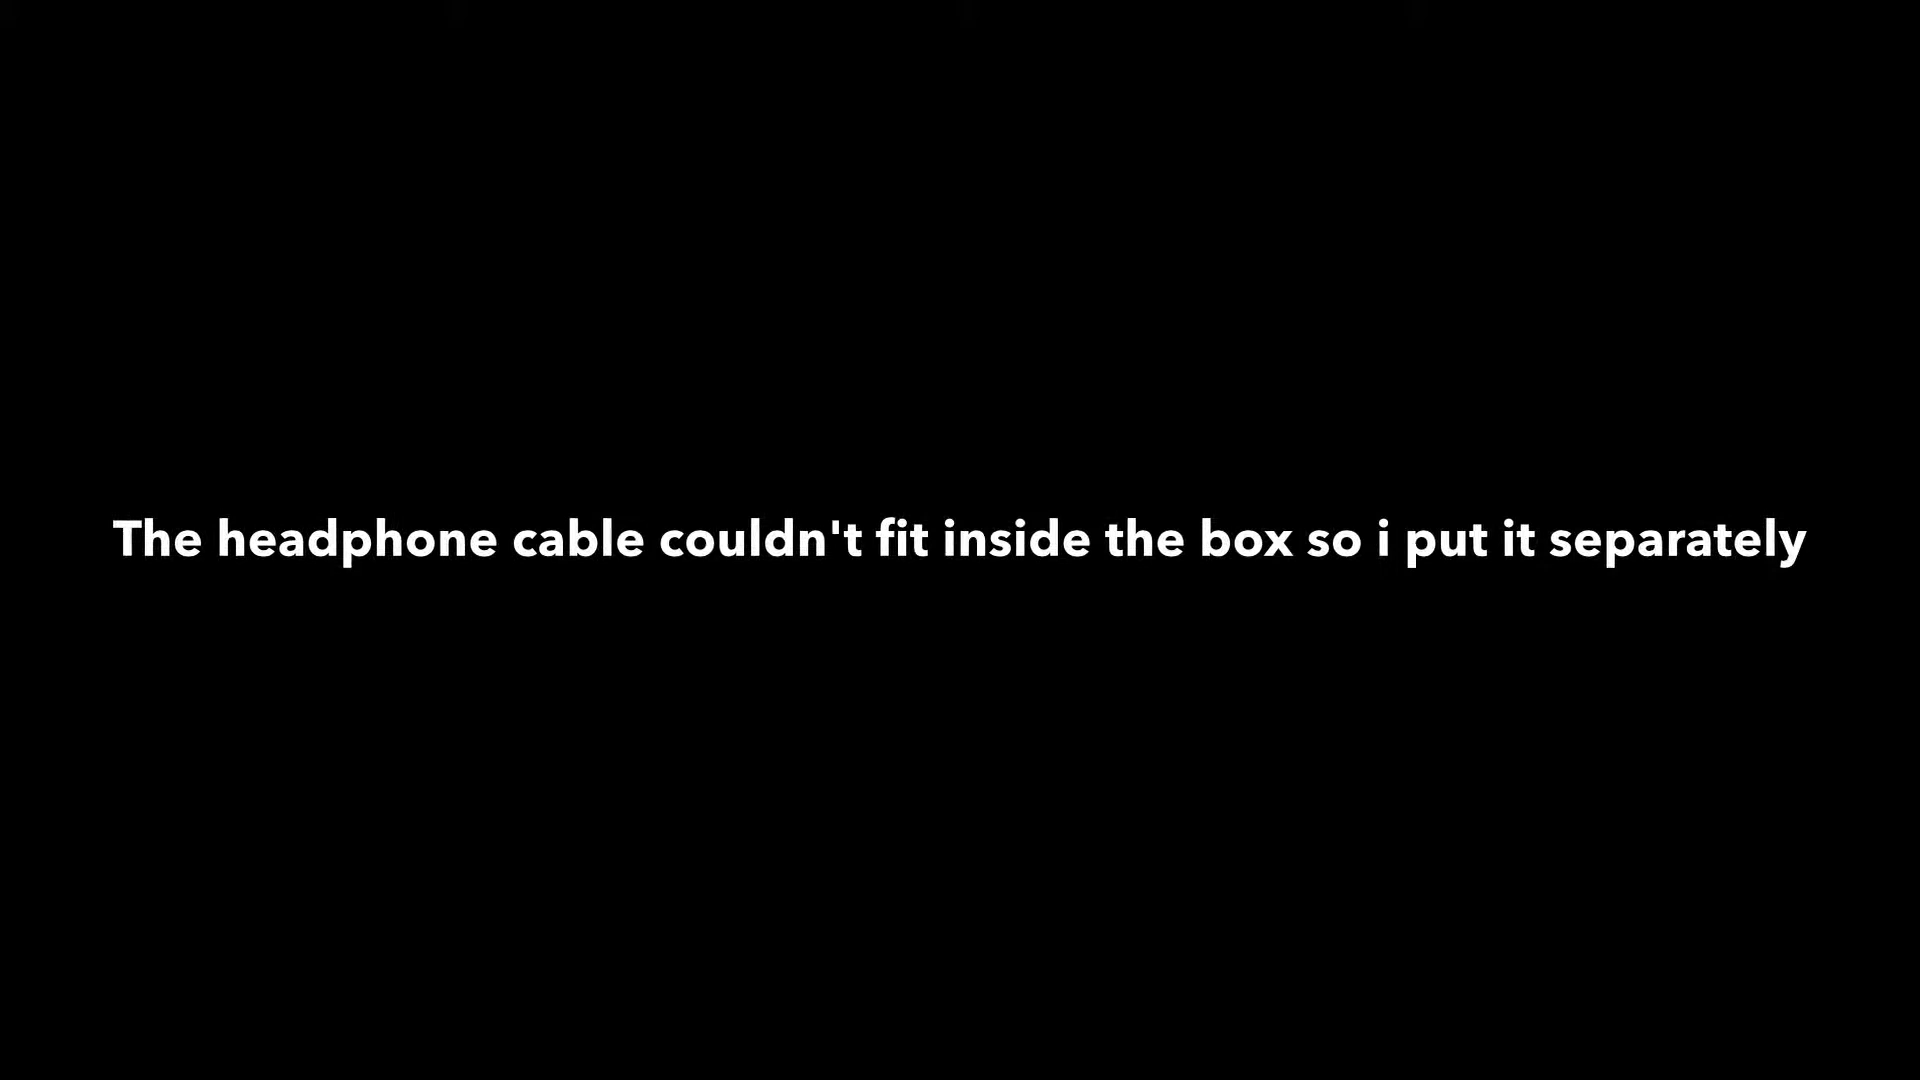 The headphone cable couldn't fit inside the box so i put it separately